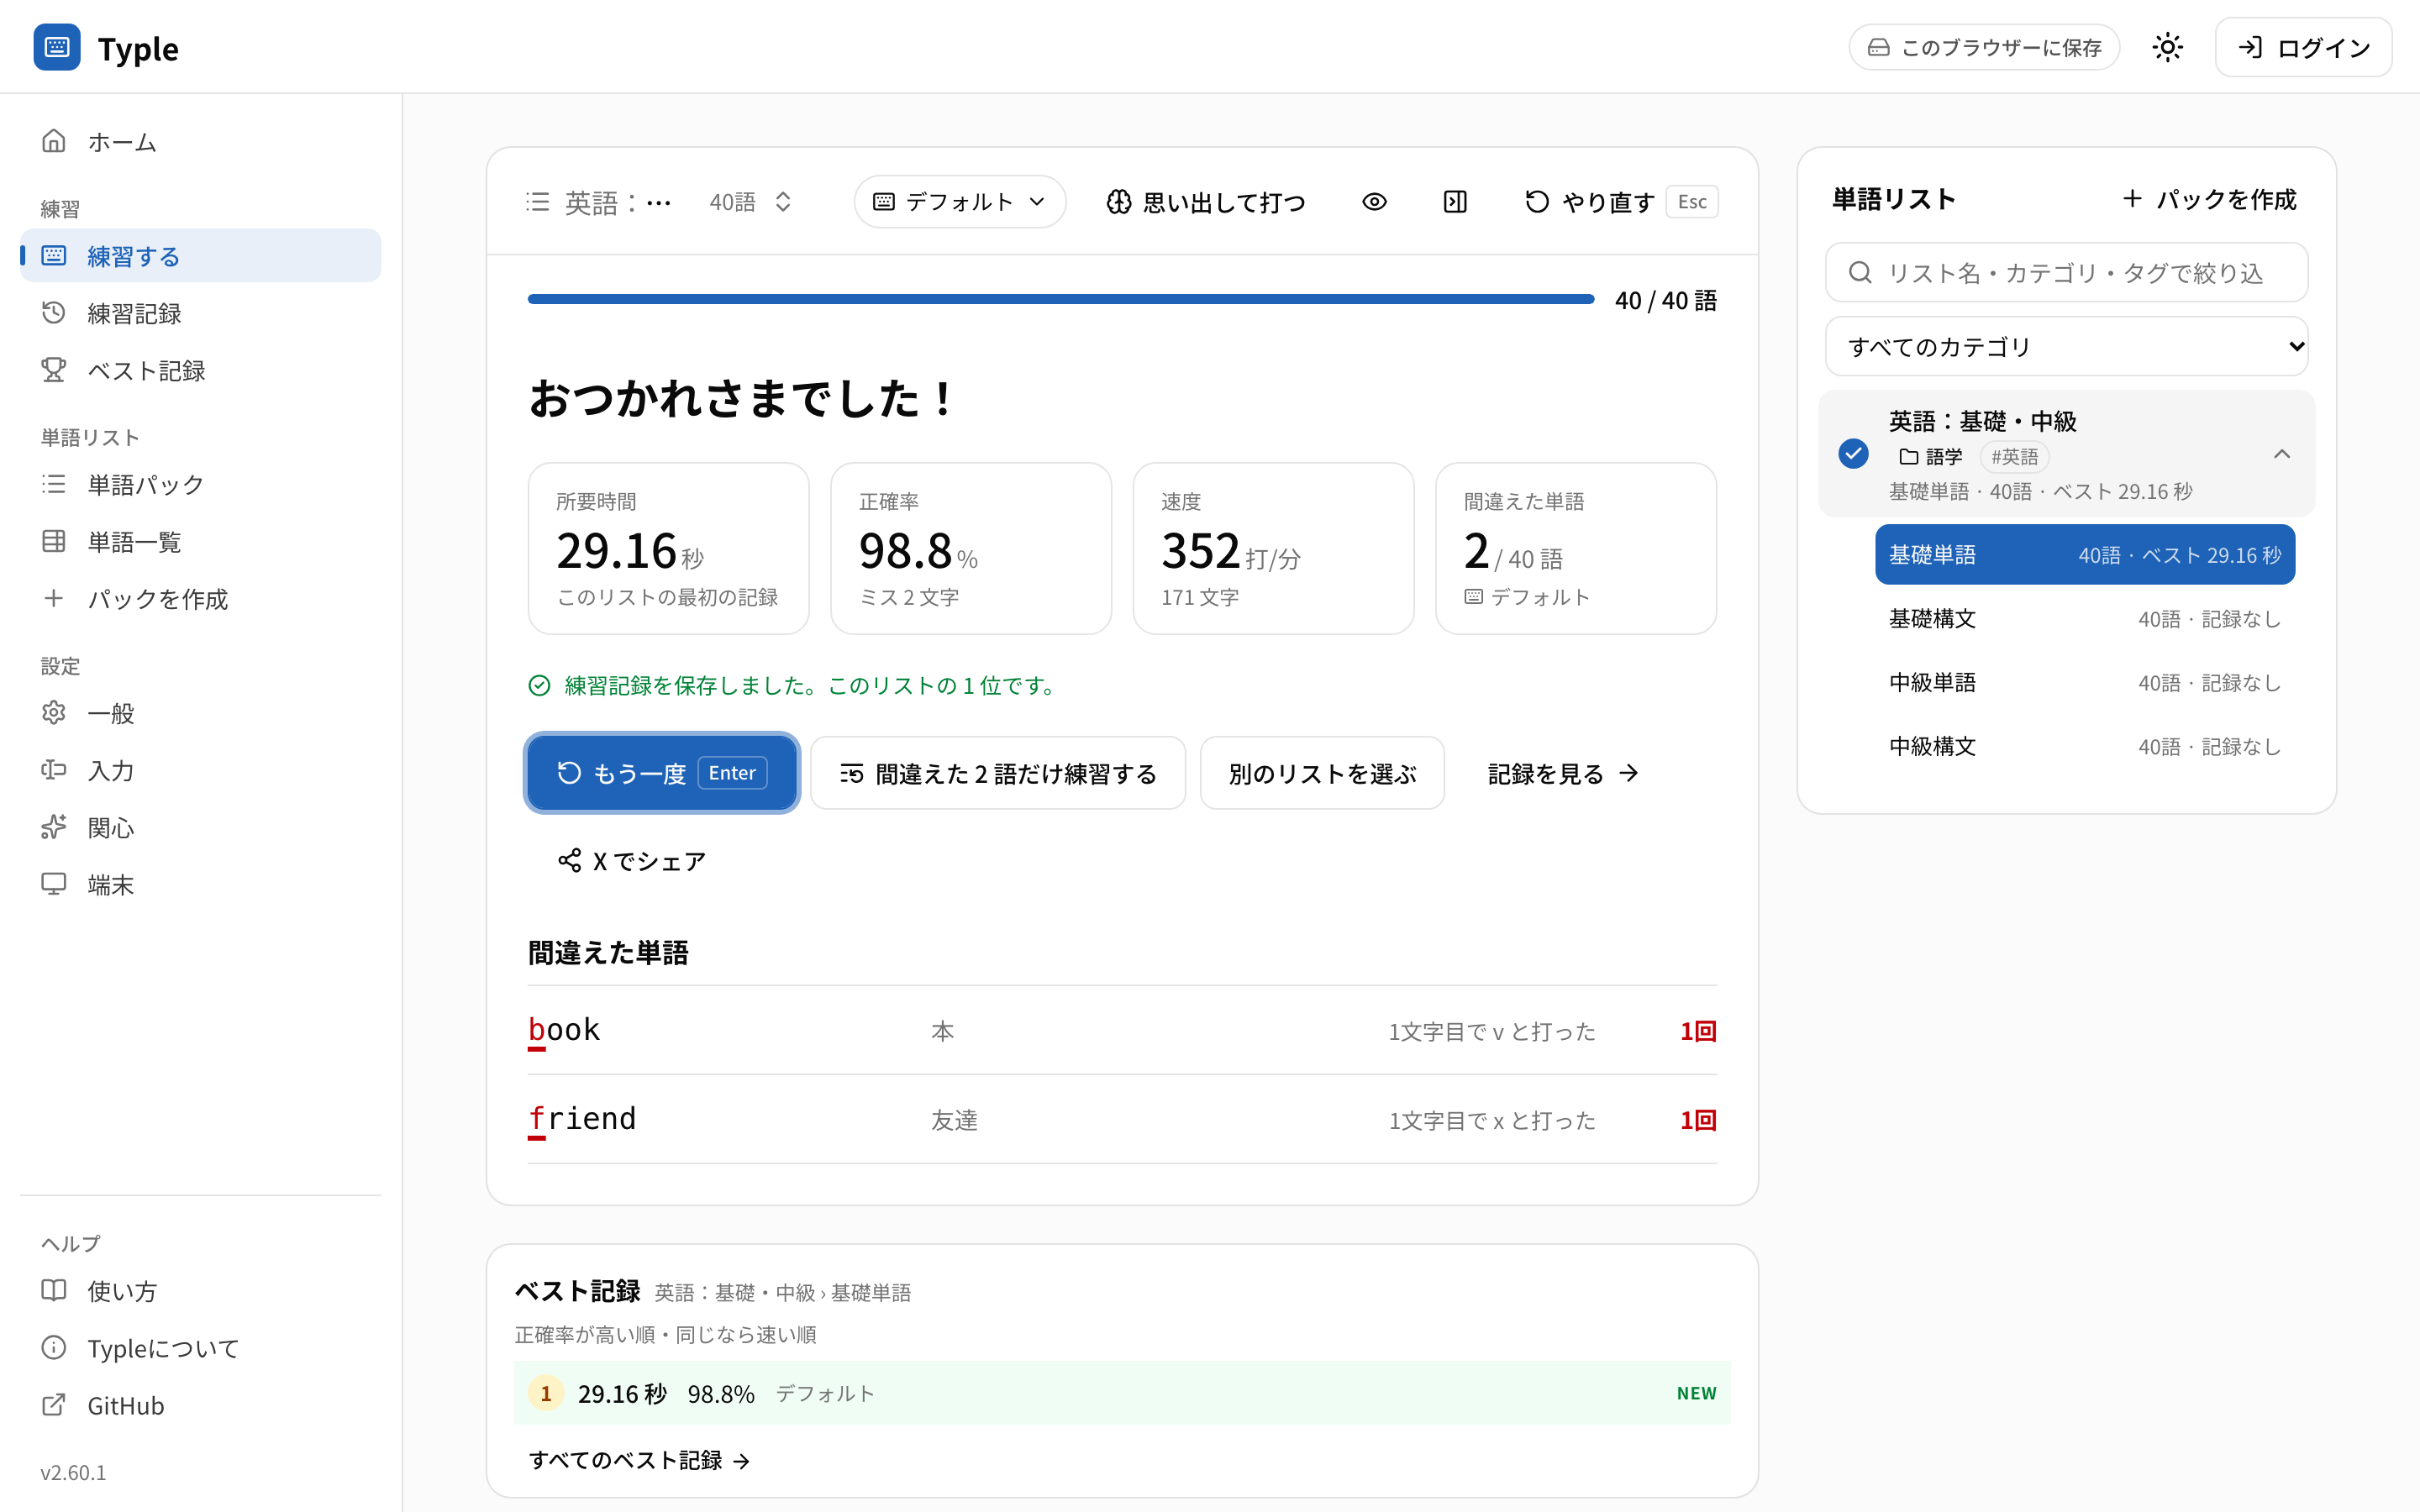 Typle
このブラウザーに保存
ログイン
ホーム
練習
練習する
練習記録
ベスト記録
単語リスト
単語パック
単語一覧
パックを作成
設定
一般
入力
関心
端末
ヘルプ
使い方
Typleについて
GitHub
v2.60.1
英語：…
40語
デフォルト
思い出して打つ
やり直す Esc
40 / 40 語
おつかれさまでした！
所要時間
29.16 秒
このリストの最初の記録
正確率
98.8 %
ミス 2 文字
速度
352 打/分
171 文字
間違えた単語
2 / 40 語
デフォルト
練習記録を保存しました。このリストの 1 位です。
もう一度 Enter
間違えた 2 語だけ練習する
別のリストを選ぶ
記録を見る →
X でシェア
間違えた単語
book 本 1文字目で v と打った 1回
friend 友達 1文字目で x と打った 1回
ベスト記録 英語：基礎・中級 › 基礎単語
正確率が高い順・同じなら速い順
1 29.16 秒 98.8% デフォルト NEW
すべてのベスト記録 →
単語リスト
+ パックを作成
リスト名・カテゴリ・タグで絞り込
すべてのカテゴリ
英語：基礎・中級
語学 #英語
基礎単語 · 40語 · ベスト 29.16 秒
基礎単語 40語 · ベスト 29.16 秒
基礎構文 40語 · 記録なし
中級単語 40語 · 記録なし
中級構文 40語 · 記録なし